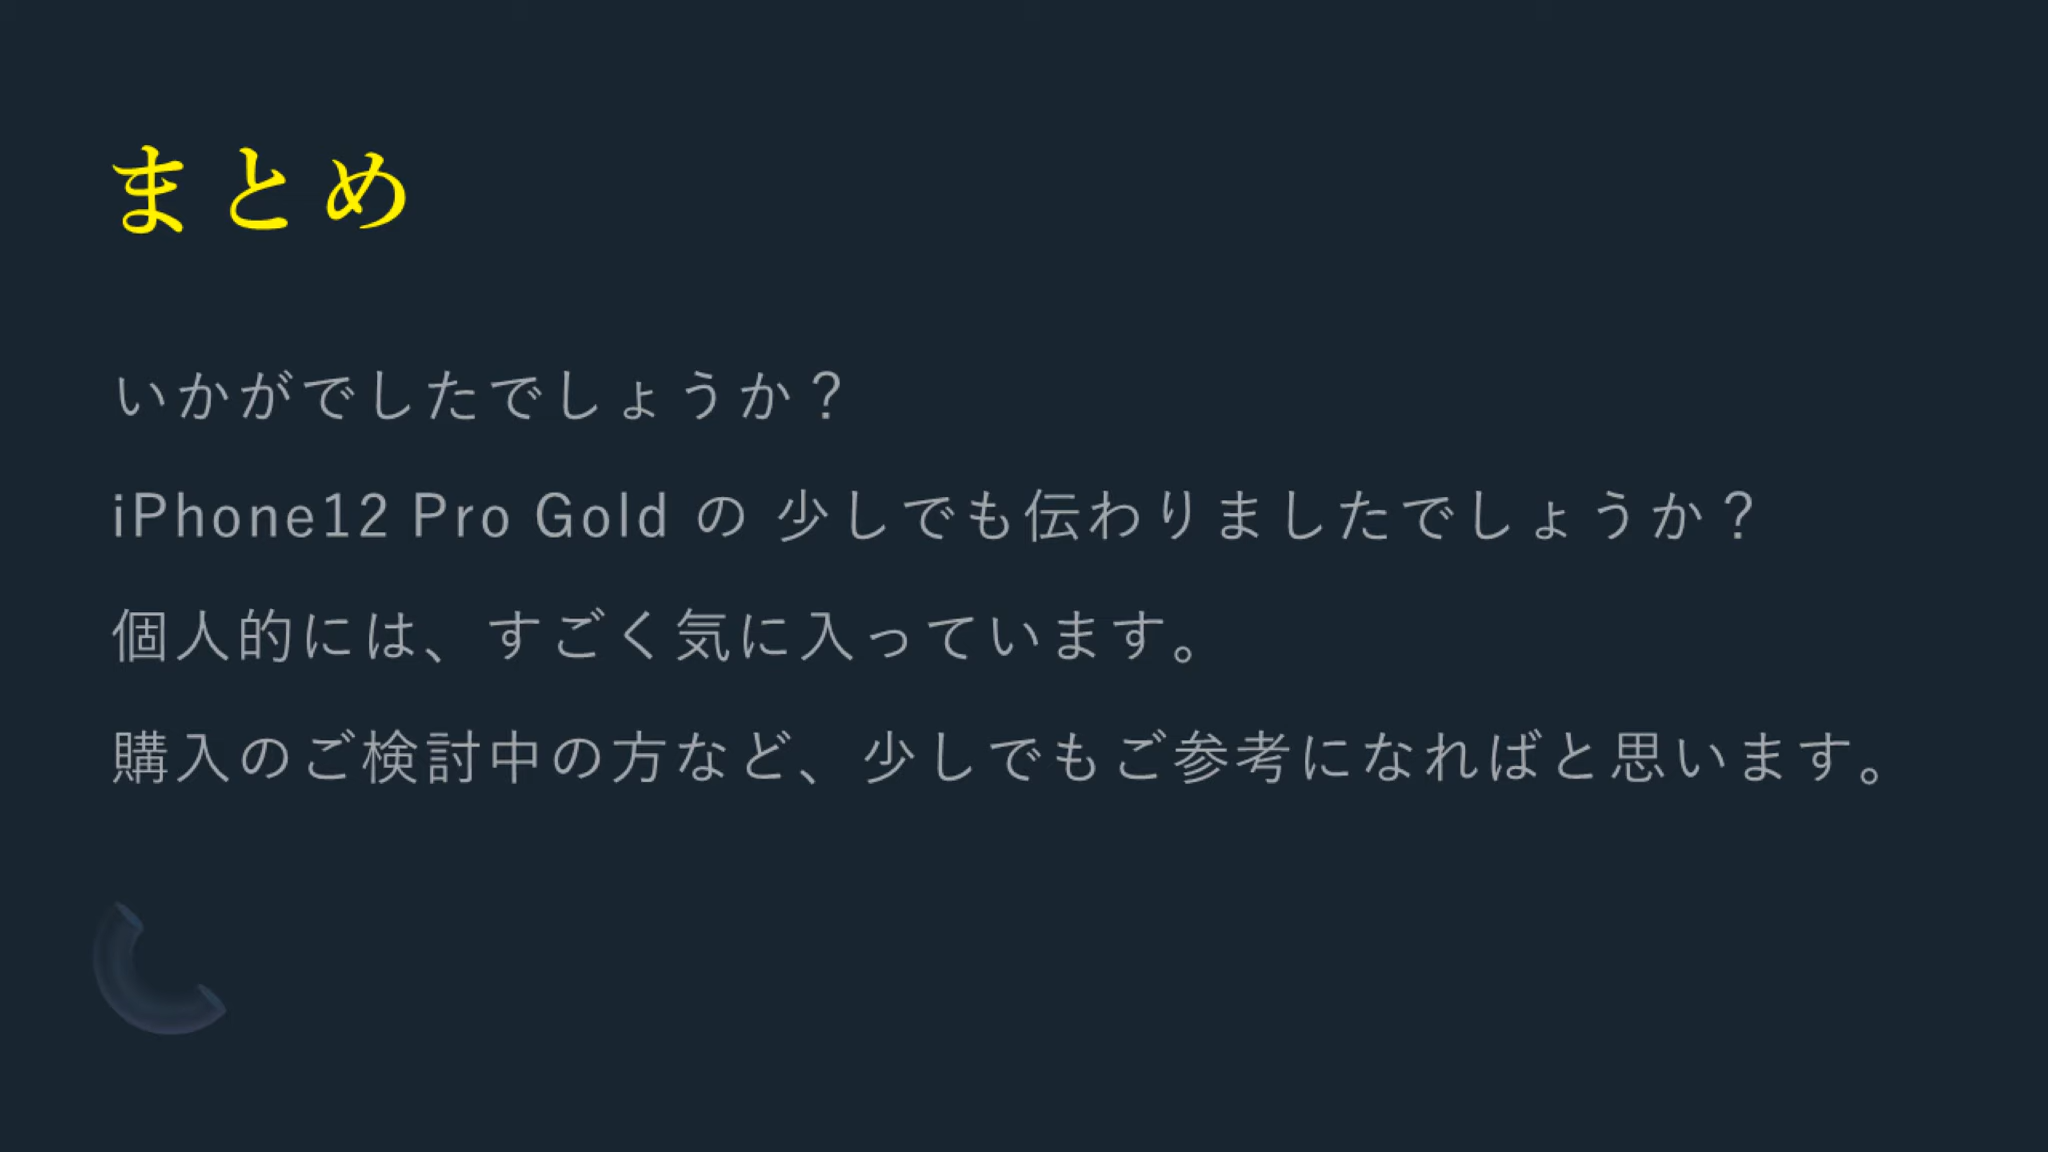 まとめ
いかがでしたでしょうか？
iPhone12 Pro Gold の 少しでも伝わりましたでしょうか？
個人的には、すごく気に入っています。
購入のご検討中の方など、少しでもご参考になればと思います。